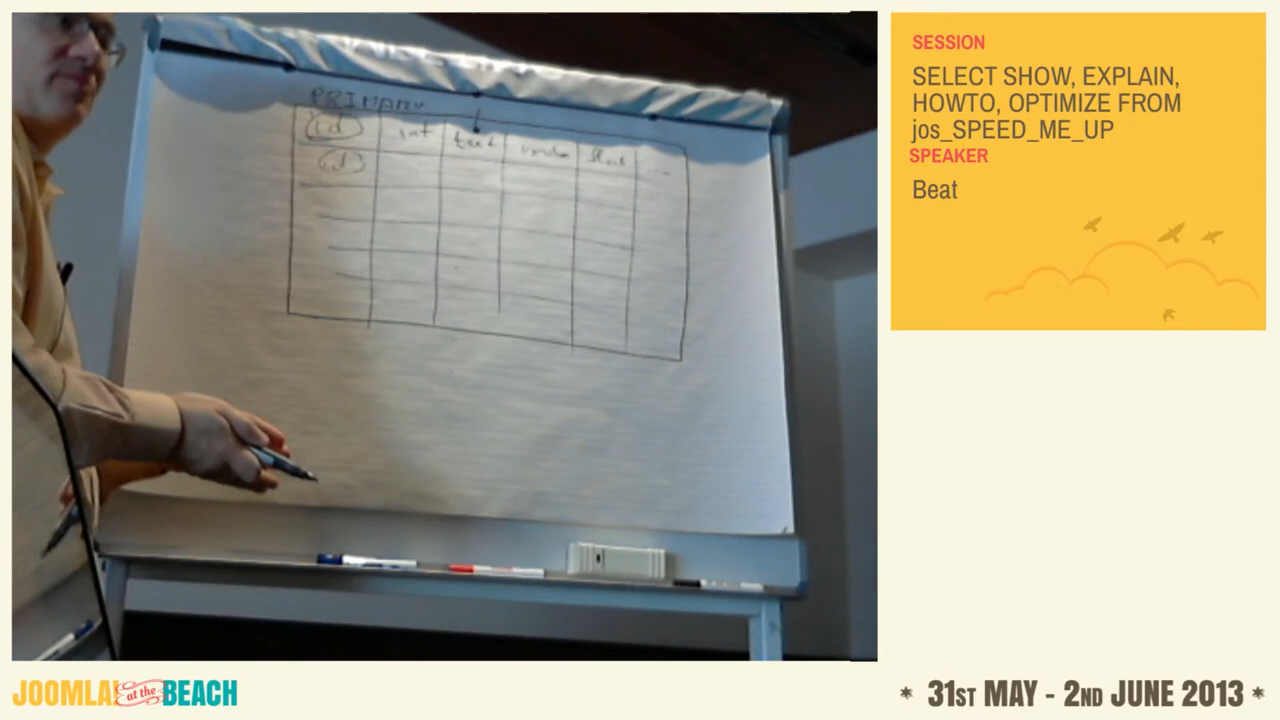 SESSION
SELECT SHOW, EXPLAIN,
HOWTO, OPTIMIZE FROM
jos_SPEED_ME_UP
SPEAKER
Beat
PRIMARY
id int text
id
JOOMLA! at the BEACH
* 31ST MAY - 2ND JUNE 2013 *